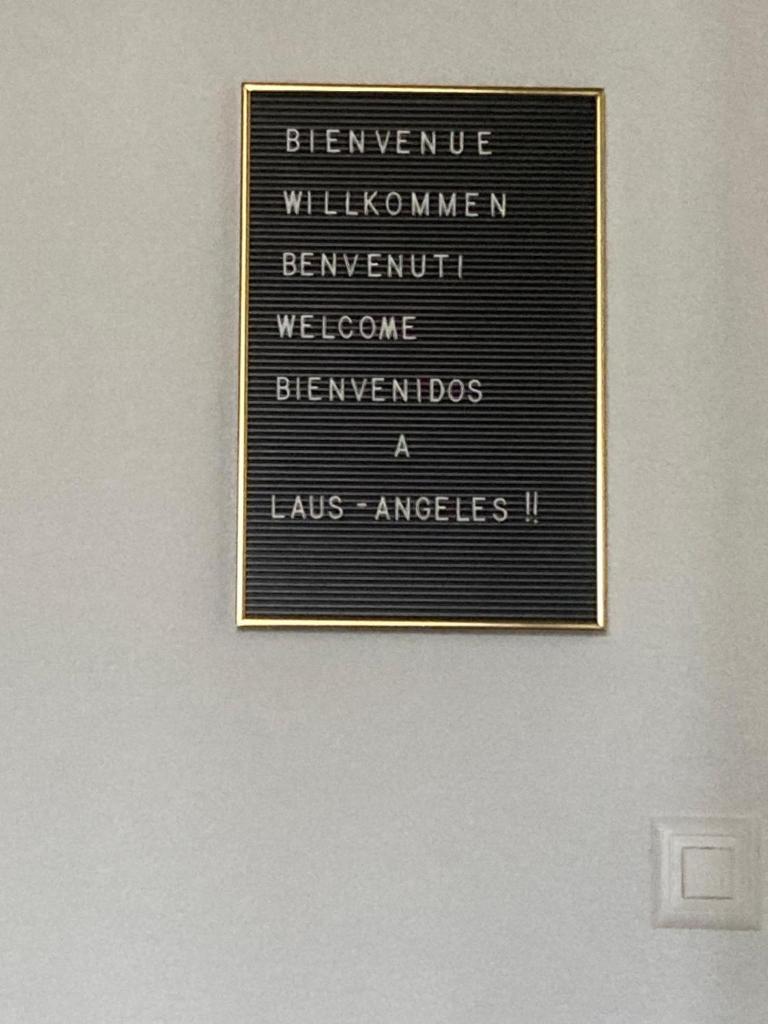 BIENVENUE
WILLKOMMEN
BENVENUTI
WELCOME
BIENVENIDOS
A
LAUS - ANGELES !!